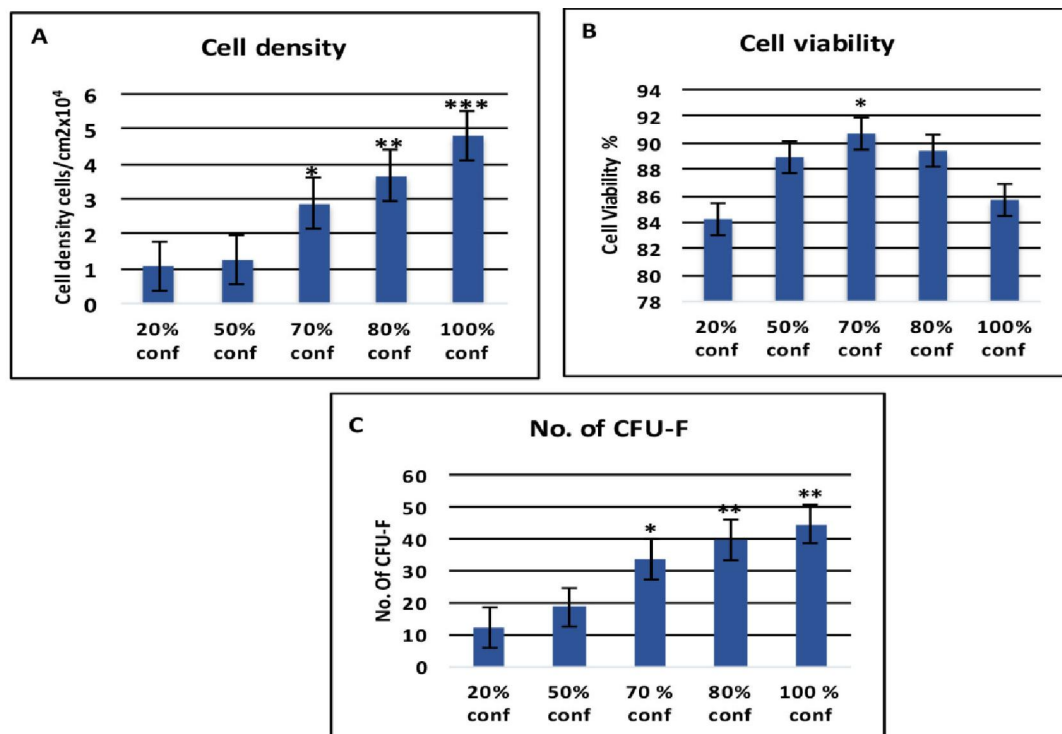 A
Cell density
Cell density cells/cm2x10⁴
6
5
4
3
2
1
0
*
**
***
20% 50% 70% 80% 100%
conf conf conf conf conf
B
Cell viability
Cell Viability %
94
92
90
88
86
84
82
80
78
*
20% 50% 70% 80% 100%
conf conf conf conf conf
C
No. of CFU-F
No. Of CFU-F
60
50
40
30
20
10
0
*
**
**
20% 50% 70 % 80% 100 %
conf conf conf conf conf